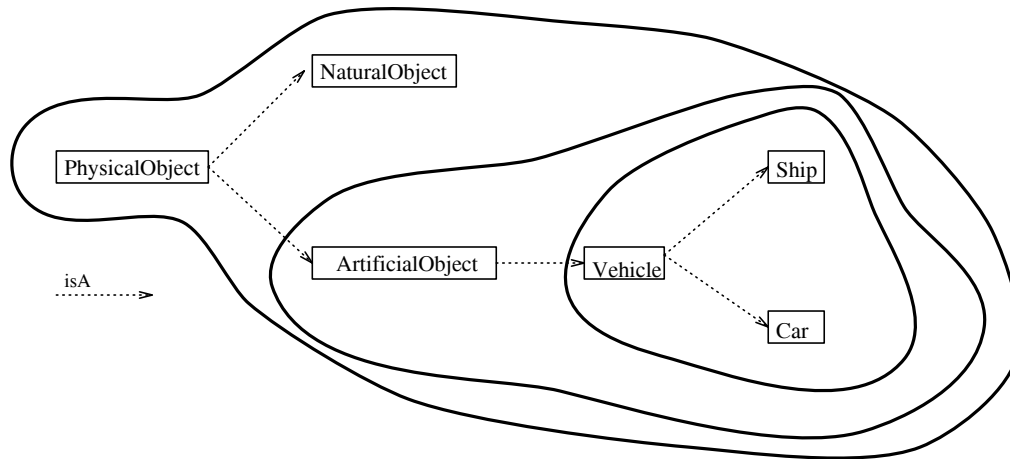 NaturalObject
PhysicalObject
Ship
ArtificialObject
Vehicle
isA
Car